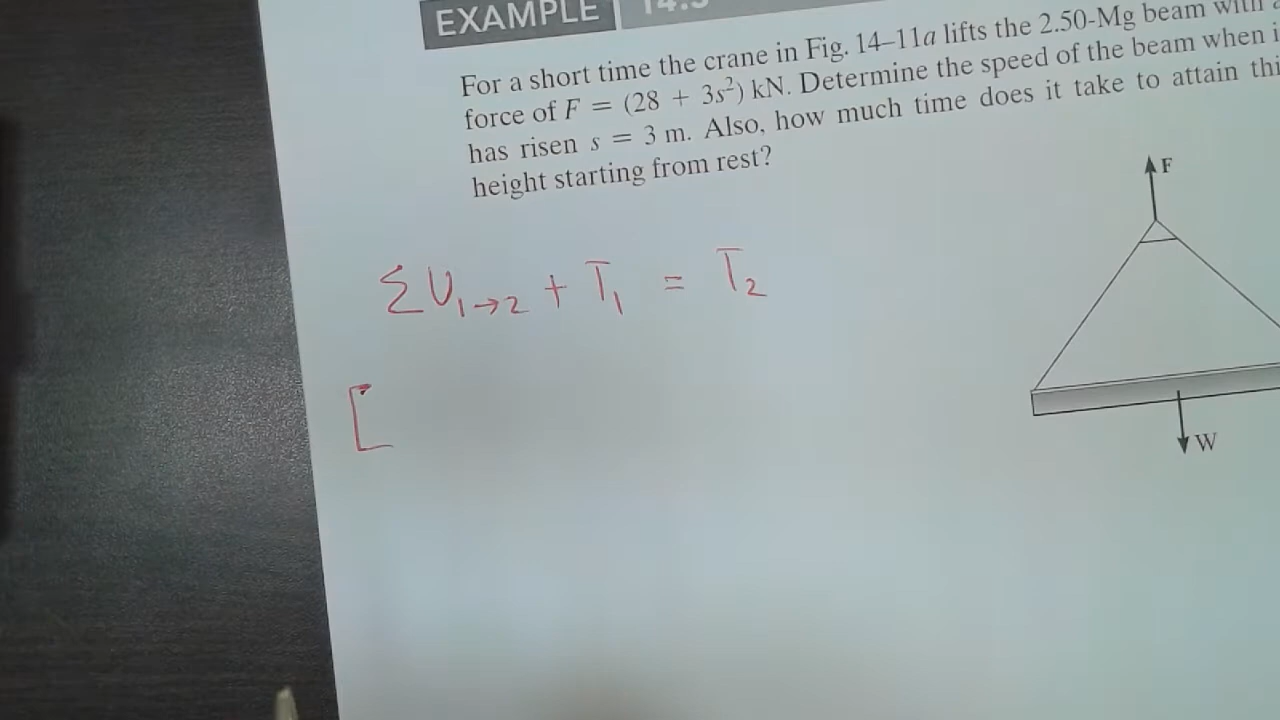 EXAMPLE
For a short time the crane in Fig. 14–11a lifts the 2.50-Mg beam with a
force of F = (28 + 3s²) kN. Determine the speed of the beam when i
has risen s = 3 m. Also, how much time does it take to attain thi
height starting from rest?
F
ΣU₁→₂ + T₁ = T₂
[
W